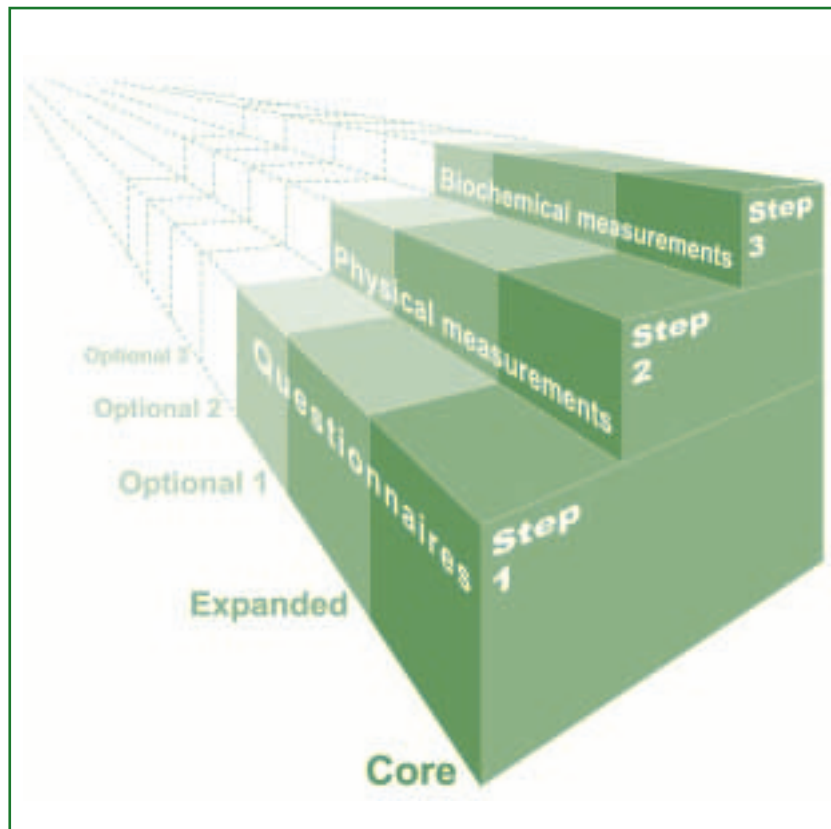 Biochemical measurements
Step
3
Physical measurements
Step
2
Questionnaires
Step
1
Optional 3
Optional 2
Optional 1
Expanded
Core